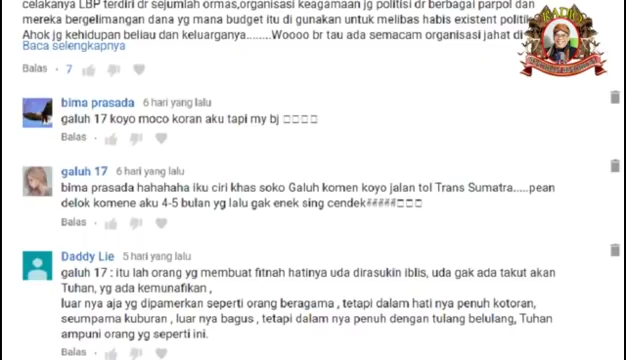 celakanya LBP terdiri dr sejumlah ormas,organisasi keagamaan jg politisi dr berbagai parpol dan
mereka bergelimangan dana yg mana budget itu di gunakan untuk melibas habis existent politik
Ahok jg kehidupan beliau dan keluarganya........Woooo br tau ada semacam organisasi jahat di
Baca selengkapnya
Balas · 7
bima prasada 6 hari yang lalu
galuh 17 koyo moco koran aku tapi my bj
Balas ·
galuh 17 6 hari yang lalu
bima prasada hahahaha iku ciri khas soko Galuh komen koyo jalan tol Trans Sumatra.....pean
delok komene aku 4-5 bulan yg lalu gak enek sing cendek
Balas ·
Daddy Lie 5 hari yang lalu
galuh 17 : itu lah orang yg membuat fitnah hatinya uda dirasukin iblis, uda gak ada takut akan
Tuhan, yg ada kemunafikan ,
luar nya aja yg dipamerkan seperti orang beragama , tetapi dalam hati nya penuh kotoran,
seumpama kuburan , luar nya bagus , tetapi dalam nya penuh dengan tulang belulang, Tuhan
ampuni orang yg seperti ini.
Balas ·